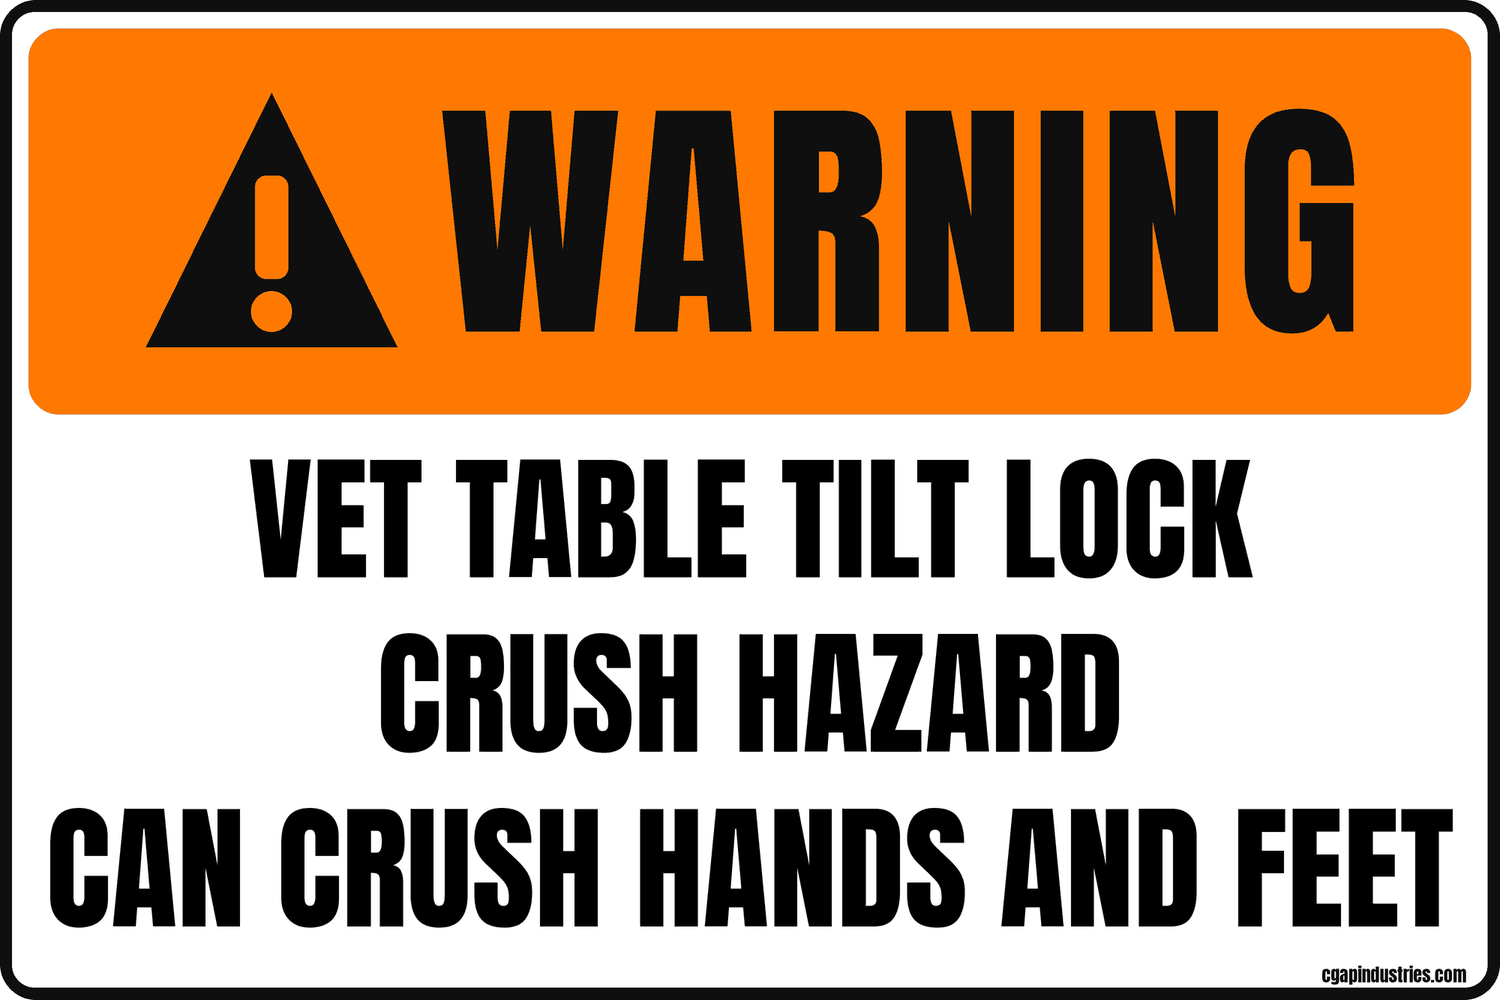 WARNING
VET TABLE TILT LOCK
CRUSH HAZARD
CAN CRUSH HANDS AND FEET
cgapindustries.com